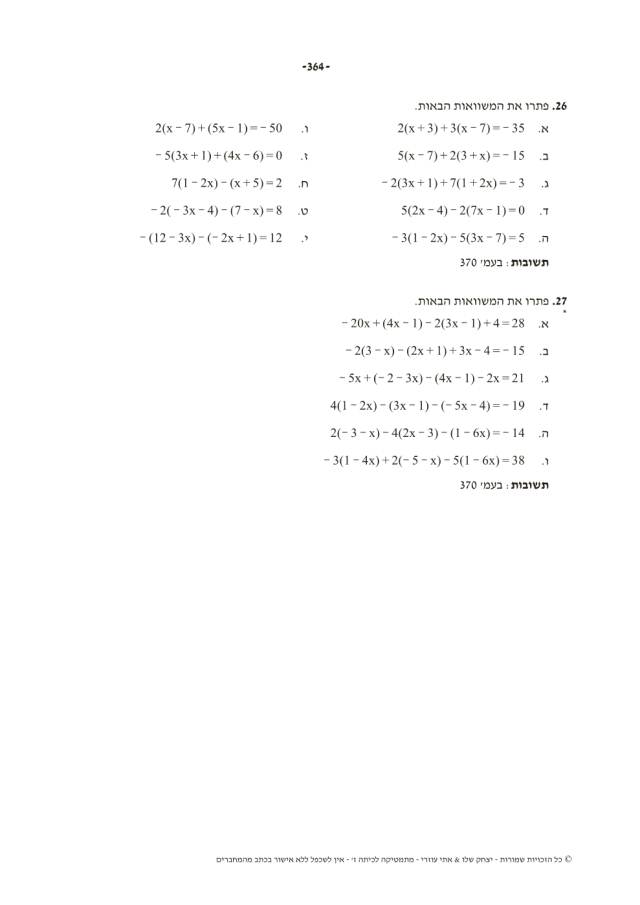 -364-
26. פתרו את המשוואות הבאות.
א. 2(x + 3) + 3(x − 7) = − 35
ו. 2(x − 7) + (5x − 1) = − 50
ב. 5(x − 7) + 2(3 + x) = − 15
ז. − 5(3x + 1) + (4x − 6) = 0
ג. − 2(3x + 1) + 7(1 + 2x) = − 3
ח. 7(1 − 2x) − (x + 5) = 2
ד. 5(2x − 4) − 2(7x − 1) = 0
ט. − 2( − 3x − 4) − (7 − x) = 8
ה. − 3(1 − 2x) − 5(3x − 7) = 5
י. − (12 − 3x) − (− 2x + 1) = 12
תשובות : בעמ׳ 370
27. פתרו את המשוואות הבאות.
*
א. − 20x + (4x − 1) − 2(3x − 1) + 4 = 28
ב. − 2(3 − x) − (2x + 1) + 3x − 4 = − 15
ג. − 5x + (− 2 − 3x) − (4x − 1) − 2x = 21
ד. 4(1 − 2x) − (3x − 1) − (− 5x − 4) = − 19
ה. 2(− 3 − x) − 4(2x − 3) − (1 − 6x) = − 14
ו. − 3(1 − 4x) + 2(− 5 − x) − 5(1 − 6x) = 38
תשובות : בעמ׳ 370
© כל הזכויות שמורות - יצחק שלו & אתי עוזרי - מתמטיקה לכיתה ז׳ - אין לשכפל ללא אישור בכתב מהמחברים